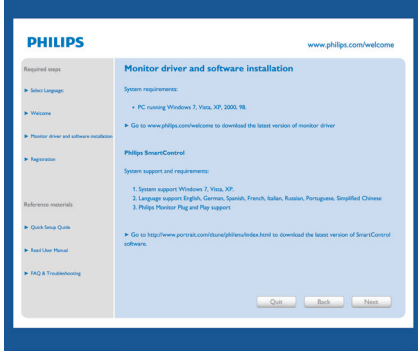 PHILIPS
www.philips.com/welcome
Required steps
Select Language:
Welcome
Monitor driver and software installation
Registration
Reference materials
Quick Setup Guide
Read User Manual
FAQ & Troubleshooting
Monitor driver and software installation
System requirements:
• PC running Windows 7, Vista, XP, 2000, 98.
Go to www.philips.com/welcome to download the latest version of monitor driver
Philips SmartControl
System support and requirements:
1. System support Windows 7, Vista, XP.
2. Language support English, German, Spanish, French, Italian, Russian, Portuguese, Simplified Chinese
3. Philips Monitor Plug and Play support
Go to http://www.portrait.com/dtune/philens/index.html to download the latest version of SmartControl
software.
Quit
Back
Next